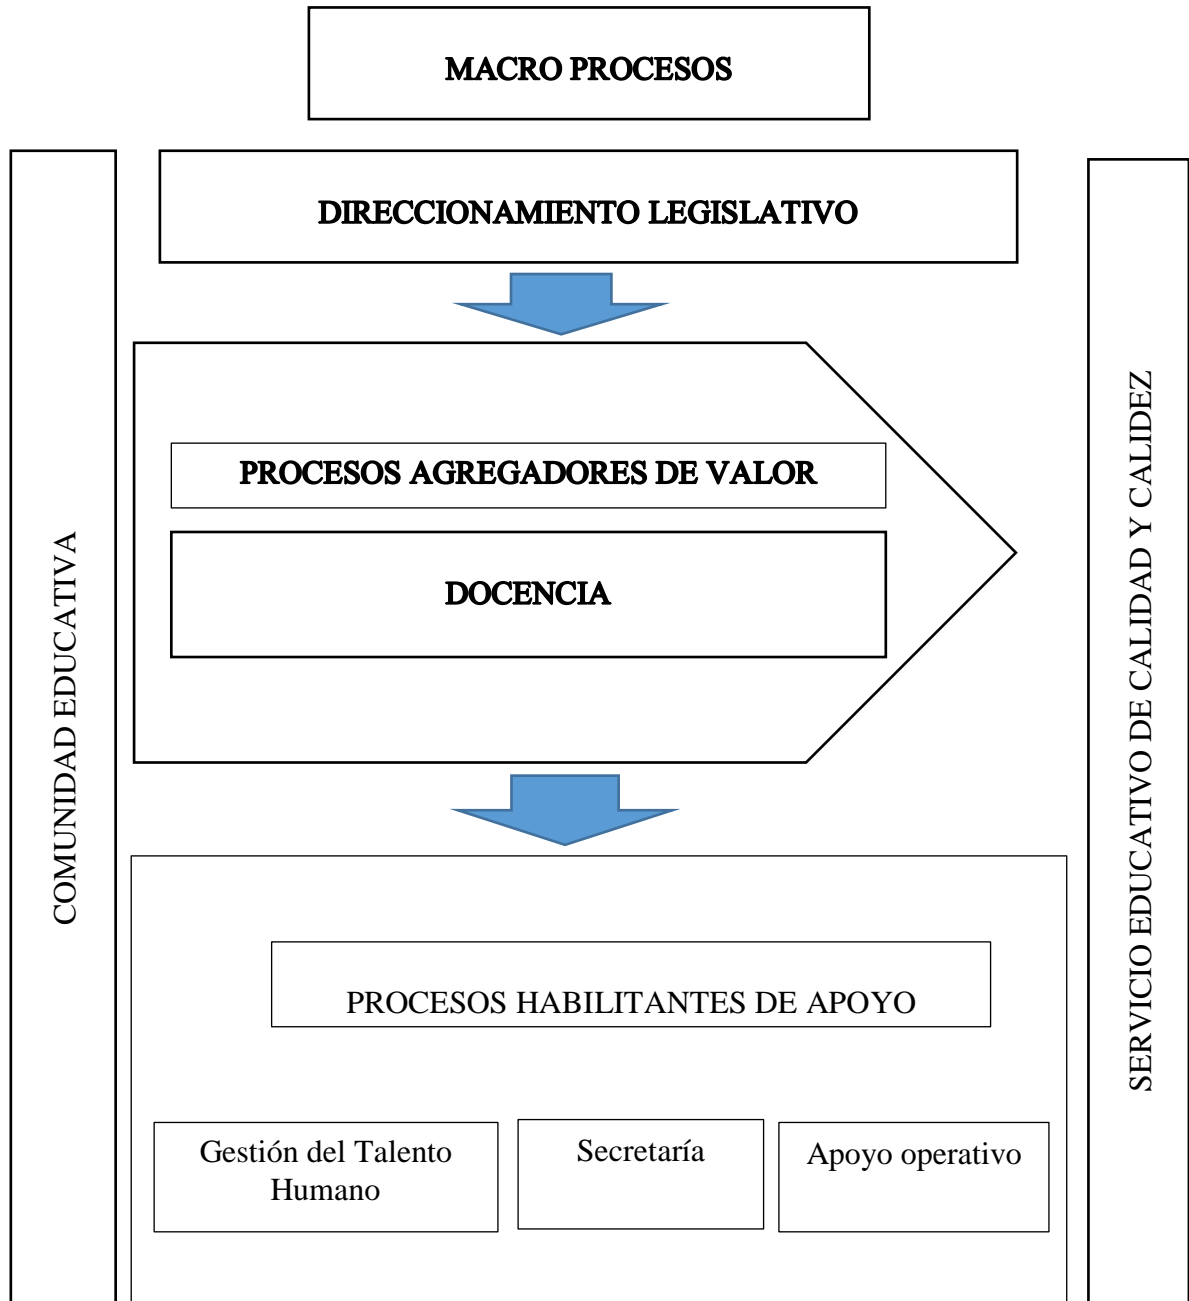 MACRO PROCESOS
DIRECCIONAMIENTO LEGISLATIVO
COMUNIDAD EDUCATIVA
PROCESOS AGREGADORES DE VALOR
DOCENCIA
SERVICIO EDUCATIVO DE CALIDAD Y CALIDEZ
PROCESOS HABILITANTES DE APOYO
Gestión del Talento
Humano
Secretaría
Apoyo operativo